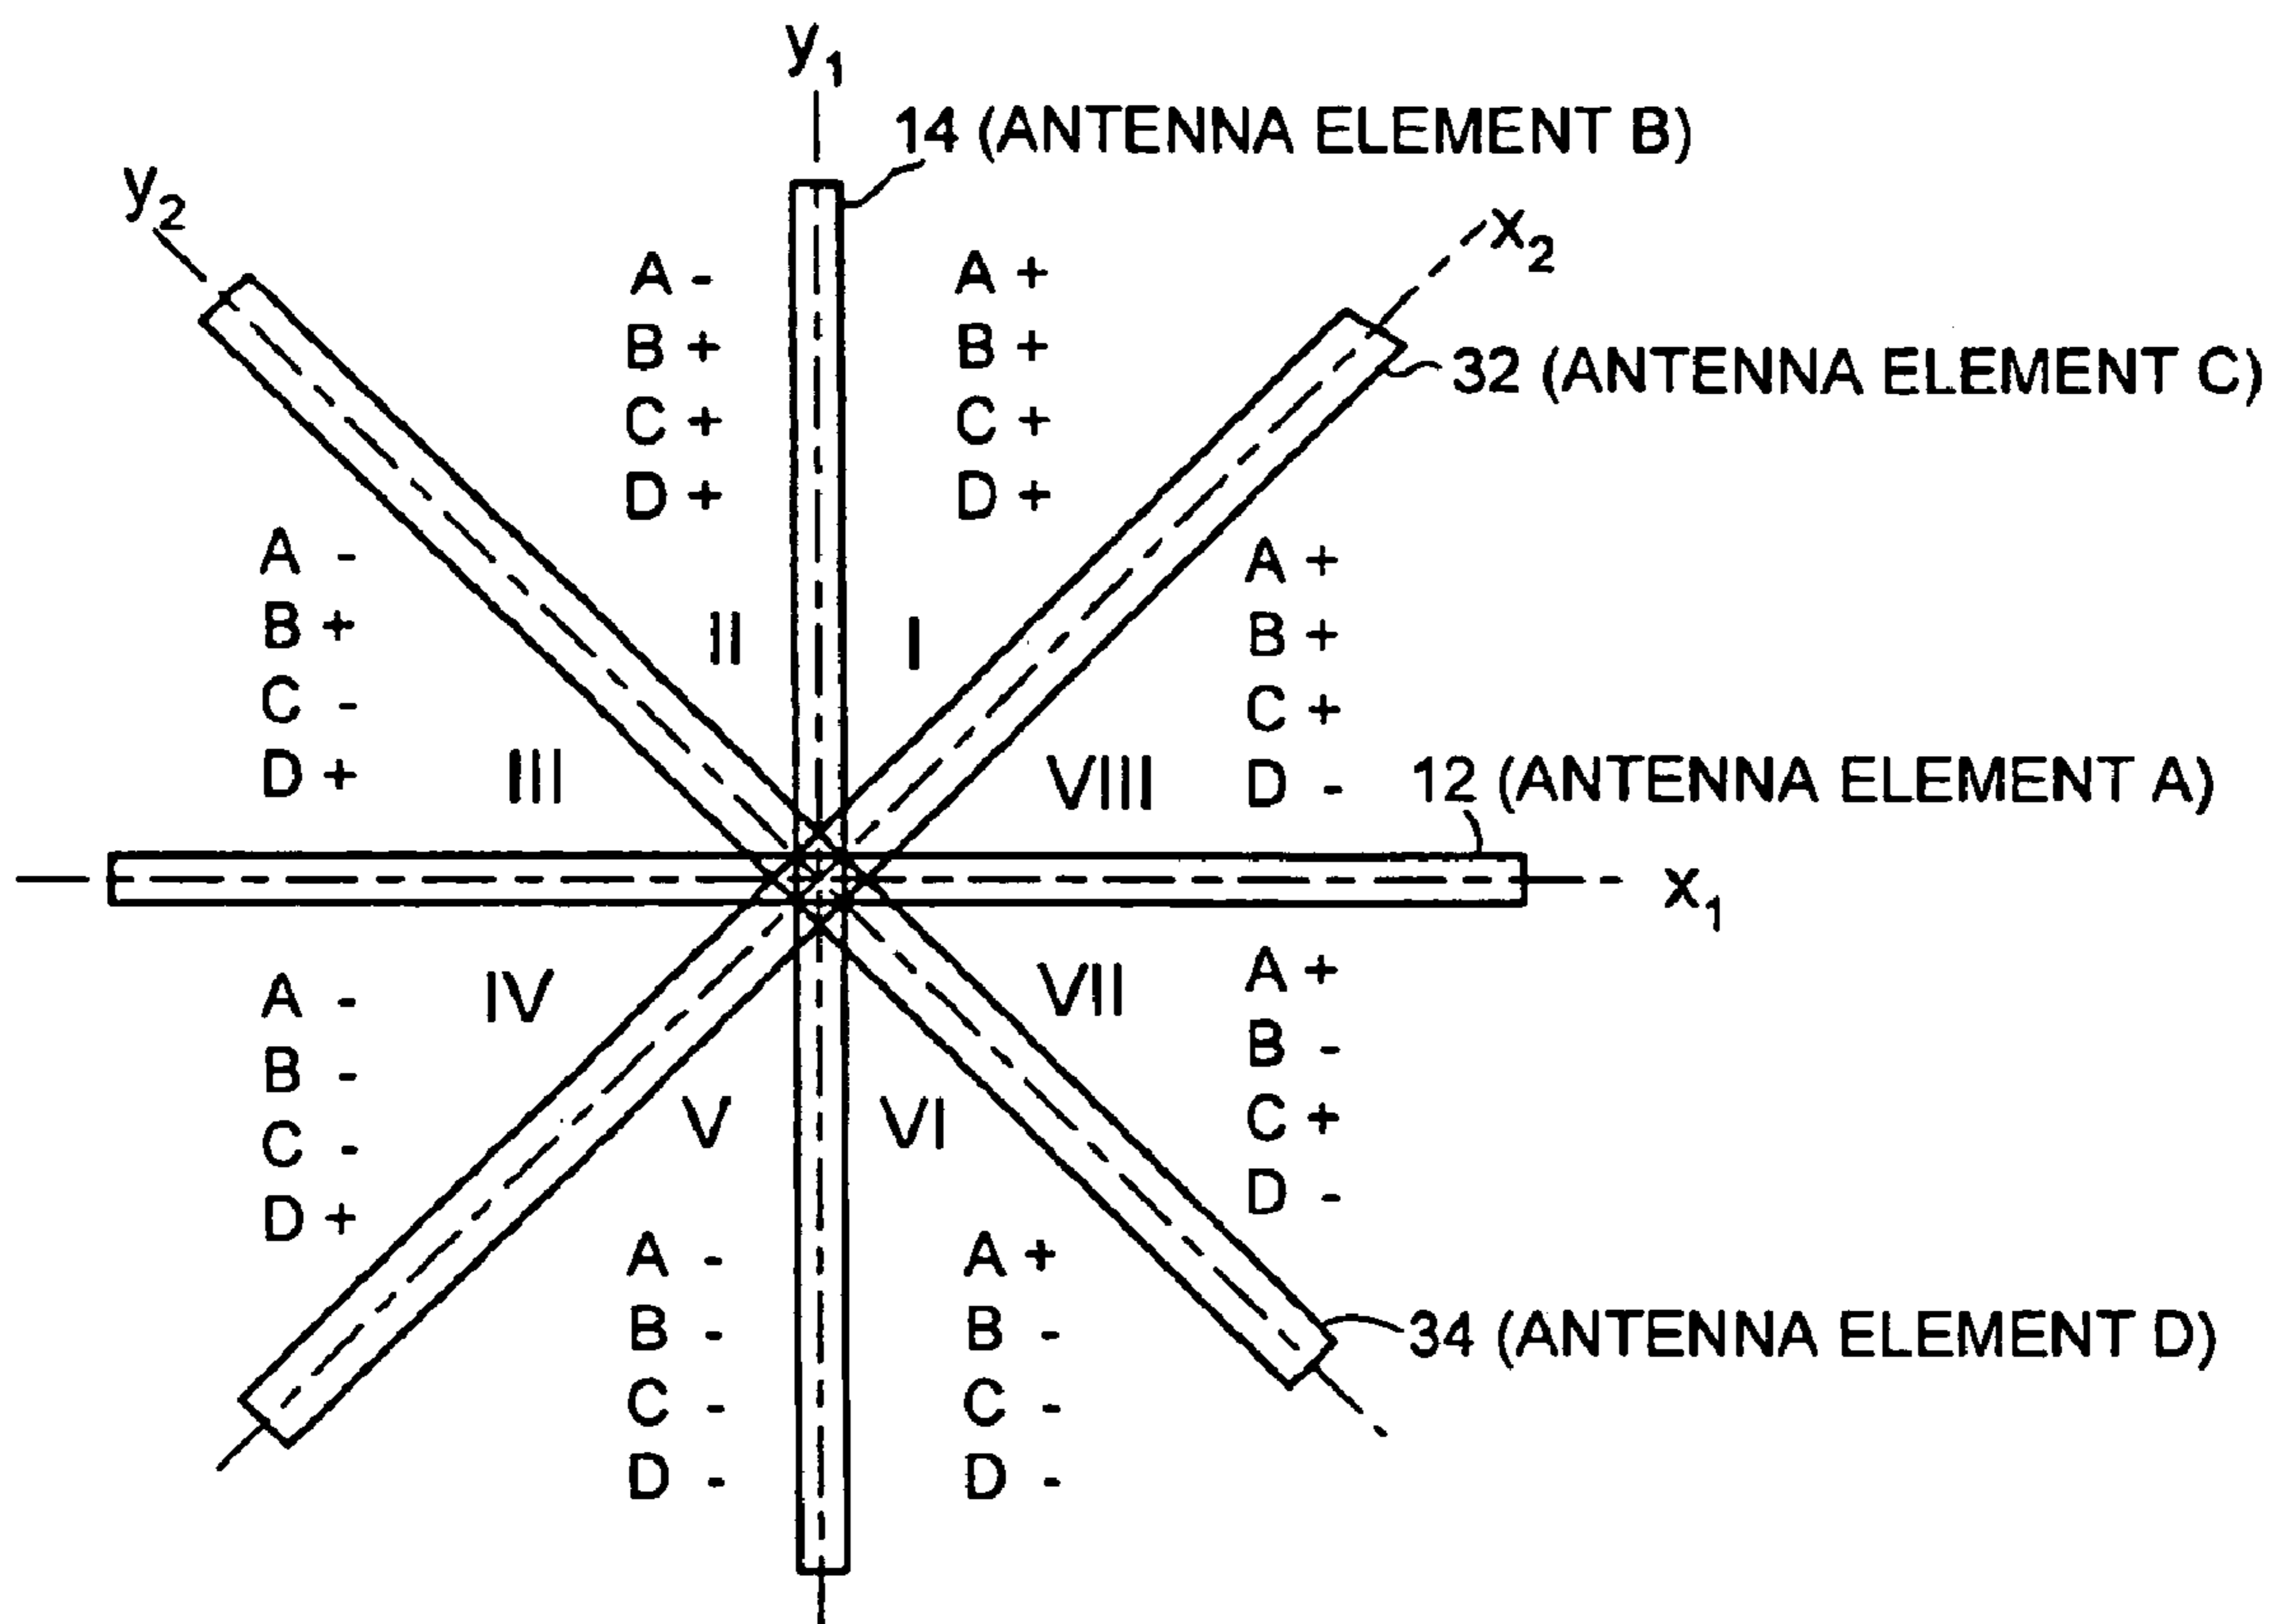 y1
14 (ANTENNA ELEMENT B)
y2
x2
A -
B +
C +
D +
A +
B +
C +
D +
32 (ANTENNA ELEMENT C)
A -
B +
C -
D +
II
I
A +
B +
C +
D -
III
VIII
12 (ANTENNA ELEMENT A)
x1
A -
B -
C -
D +
IV
VII
A +
B -
C +
D -
V
VI
A -
B -
C -
D -
A +
B -
C -
D -
34 (ANTENNA ELEMENT D)